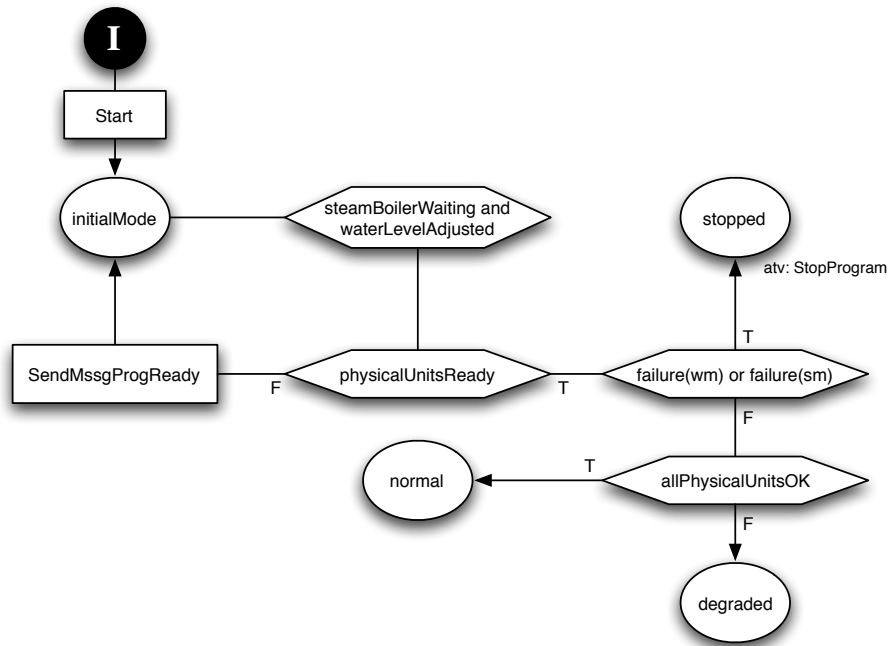 I
Start
initialMode
steamBoilerWaiting and
waterLevelAdjusted
stopped
atv: StopProgram
T
SendMssgProgReady
F
physicalUnitsReady
T
failure(wm) or failure(sm)
F
normal
T
allPhysicalUnitsOK
F
degraded